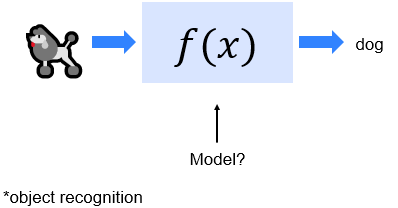 f(x)
dog
Model?
*object recognition